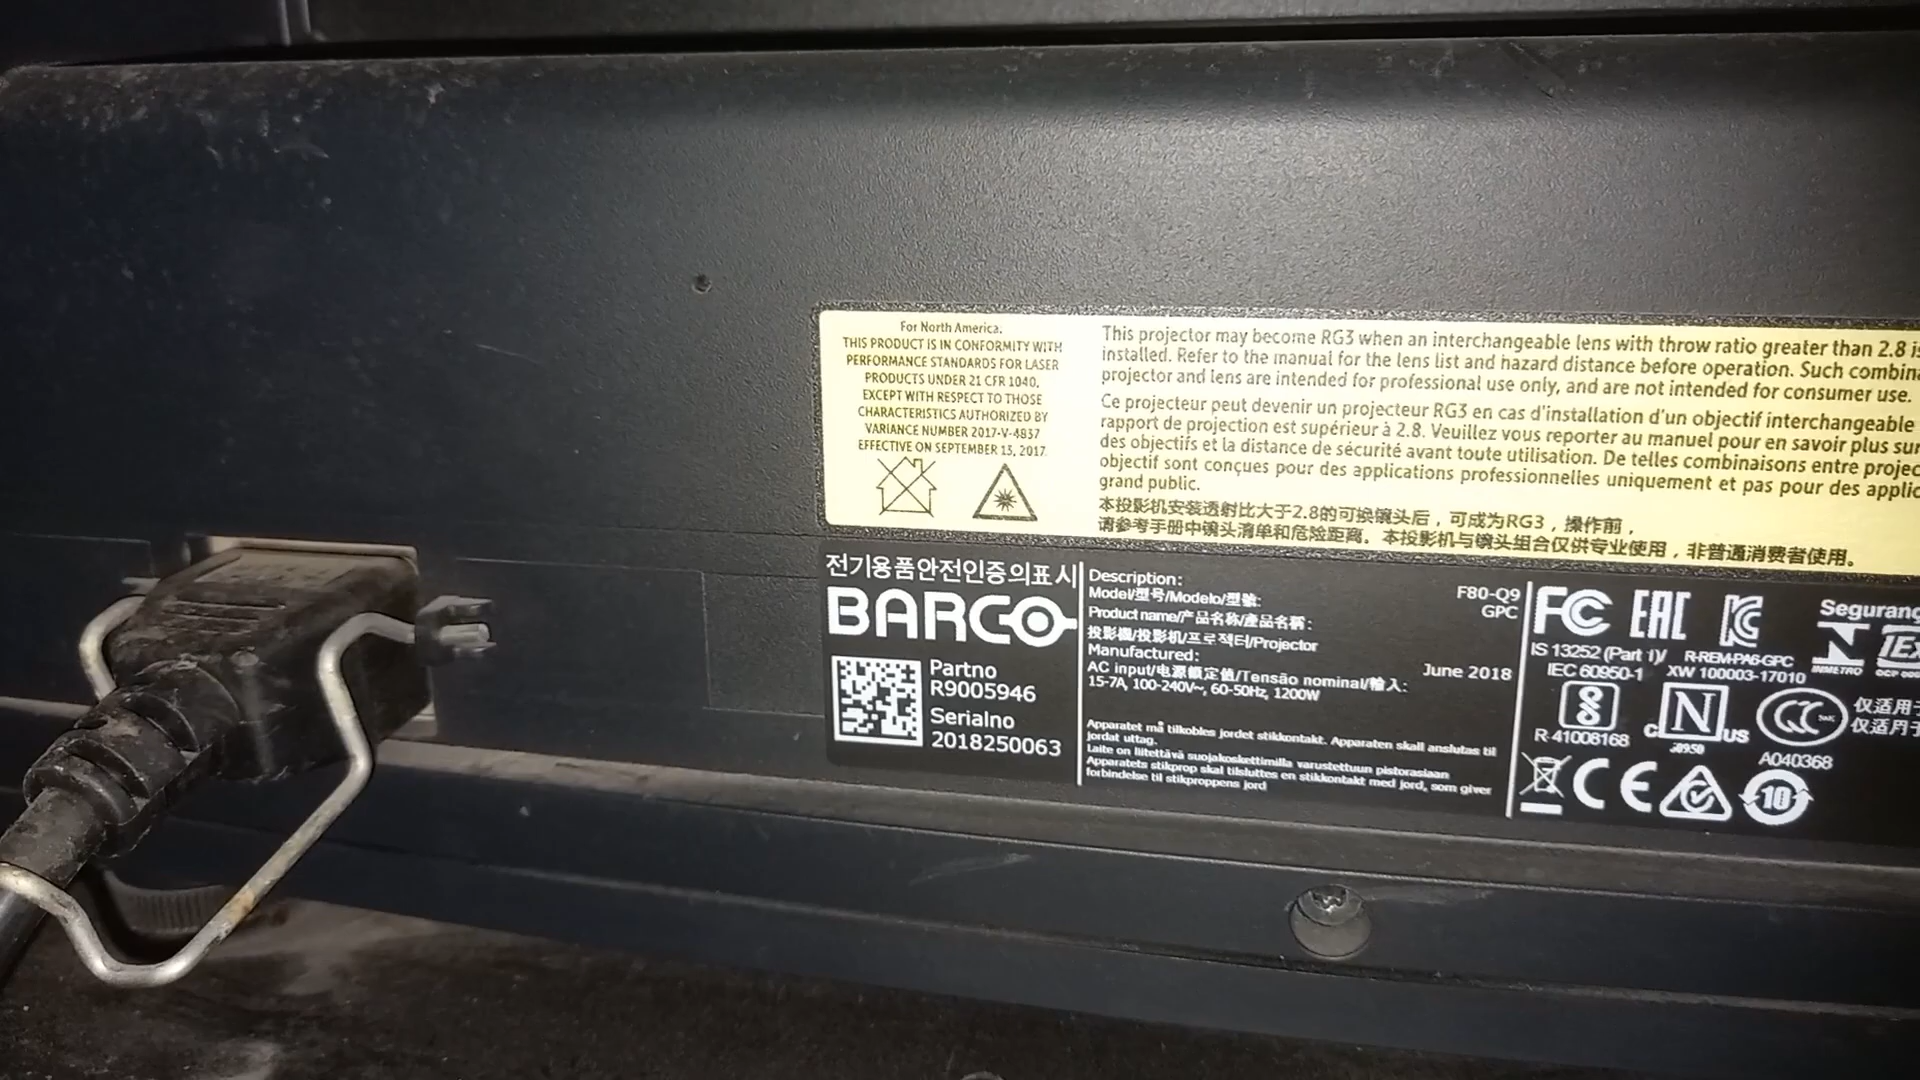 For North America.
THIS PRODUCT IS IN CONFORMITY WITH
PERFORMANCE STANDARDS FOR LASER
PRODUCTS UNDER 21 CFR 1040,
EXCEPT WITH RESPECT TO THOSE
CHARACTERISTICS AUTHORIZED BY
VARIANCE NUMBER 2017-V-4837
EFFECTIVE ON SEPTEMBER 13, 2017
This projector may become RG3 when an interchangeable lens with throw ratio greater than 2.8 is
installed. Refer to the manual for the lens list and hazard distance before operation. Such combina
projector and lens are intended for professional use only, and are not intended for consumer use.
Ce projecteur peut devenir un projecteur RG3 en cas d'installation d'un objectif interchangeable
rapport de projection est supérieur à 2.8. Veuillez vous reporter au manuel pour en savoir plus sur
des objectifs et la distance de sécurité avant toute utilisation. De telles combinaisons entre projec
objectif sont conçues pour des applications professionnelles uniquement et pas pour des applic
grand public.
本投影机安装透射比大于2.8的可换镜头后，可成为RG3，操作前，
请参考手册中镜头清单和危险距离。本投影机与镜头组合仅供专业使用，非普通消费者使用。
전기용품안전인증의표시
BARCO
Partno
R9005946
Serialno
2018250063
Description:
Model/型号/Modelo/型號: F80-Q9
Product name/产品名称/產品名稱: GPC
投影機/投影机/프로젝터/Projector
Manufactured: June 2018
AC input/电源额定值/Tensão nominal/輸入:
15-7A, 100-240V~, 60-50Hz, 1200W
Apparatet må tilkobles jordet stikkontakt. Apparaten skall anslutas til
jordat uttag.
Laite on liitettävä suojakoskettimilla varustettuun pistorasiaan
Apparatets stikprop skal tilsluttes en stikkontakt med jord, som giver
forbindelse til stikproppens jord
FC EAC KC
Seguranç
INMETRO
IEx
OCP
IS 13252 (Part 1)/
IEC 60950-1
R-REM-PA6-GPC
XW 100003-17010
R-41008168
c N us
60950
CCC
A040368
仅适用于
仅适用于
CE
10